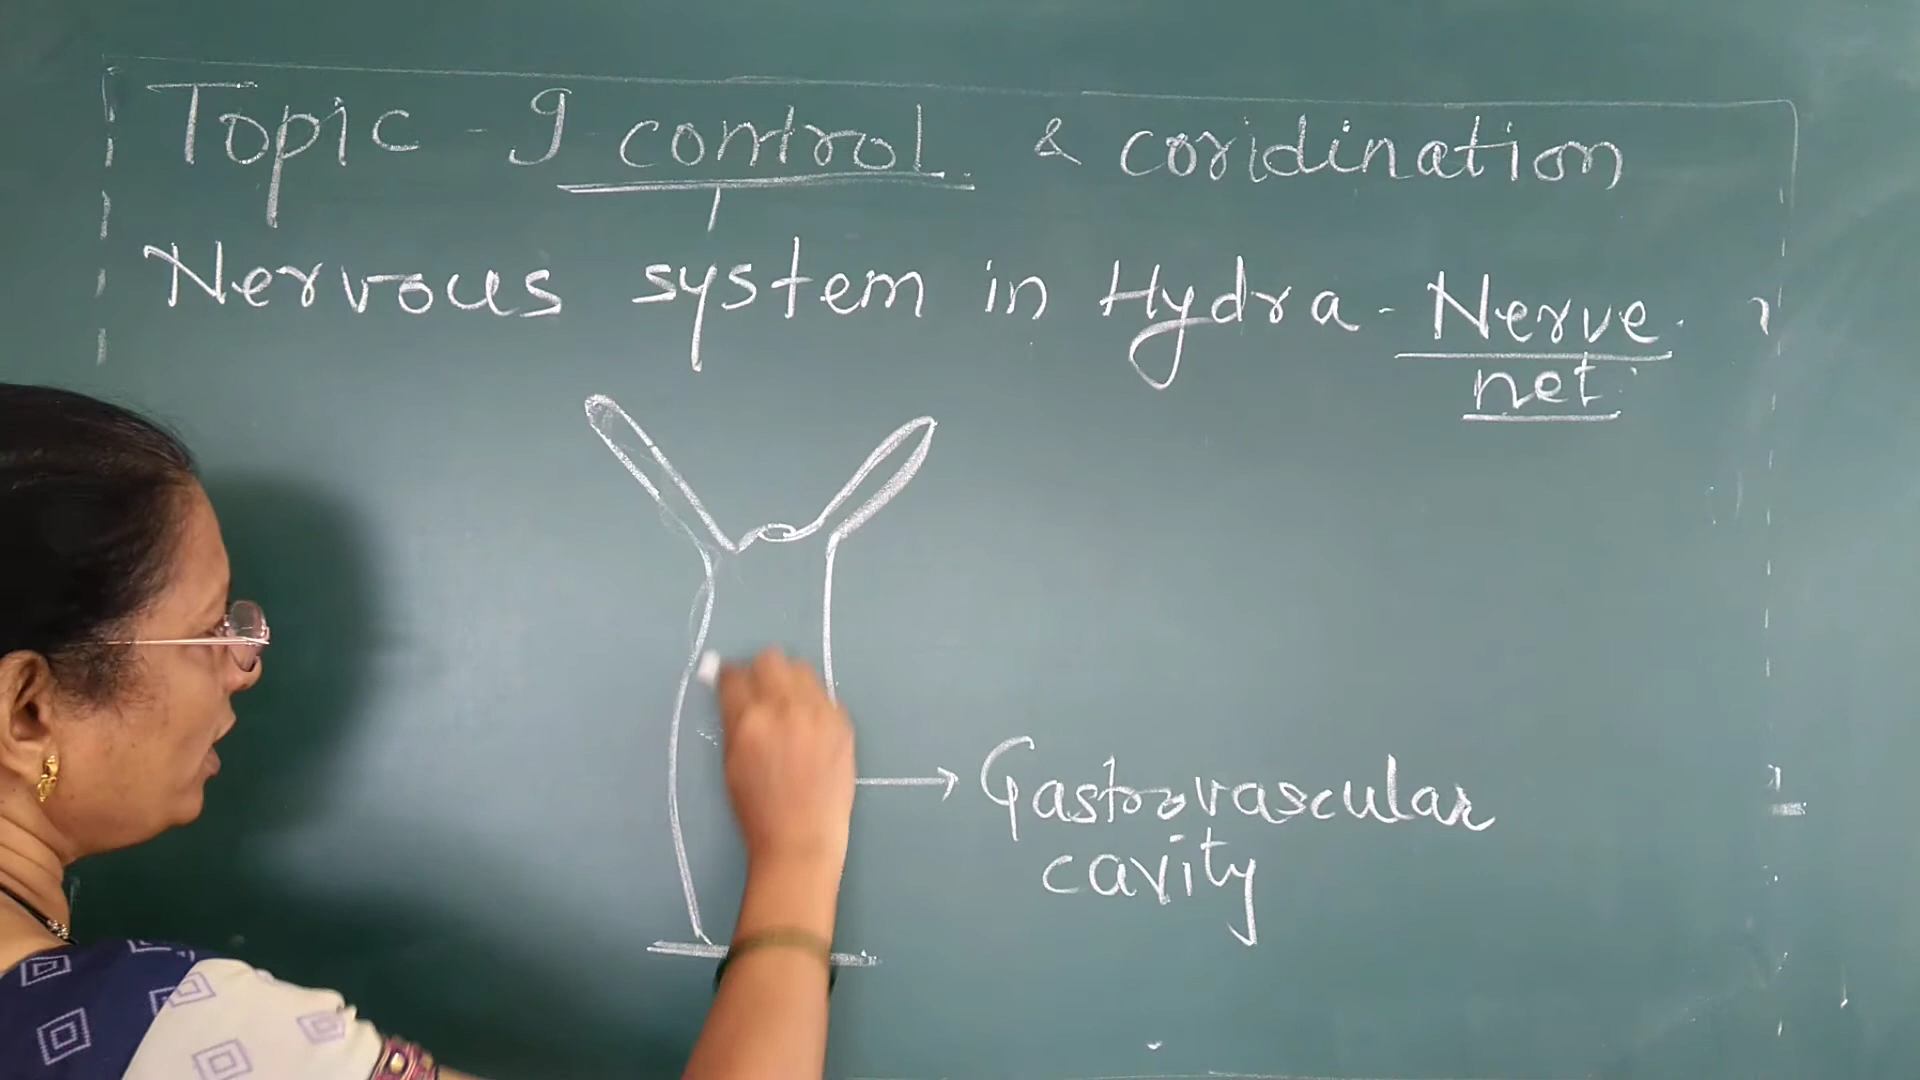 Topic - 9 control & coridination
Nervous system in Hydra - Nerve
net
Gastrovascular
cavity